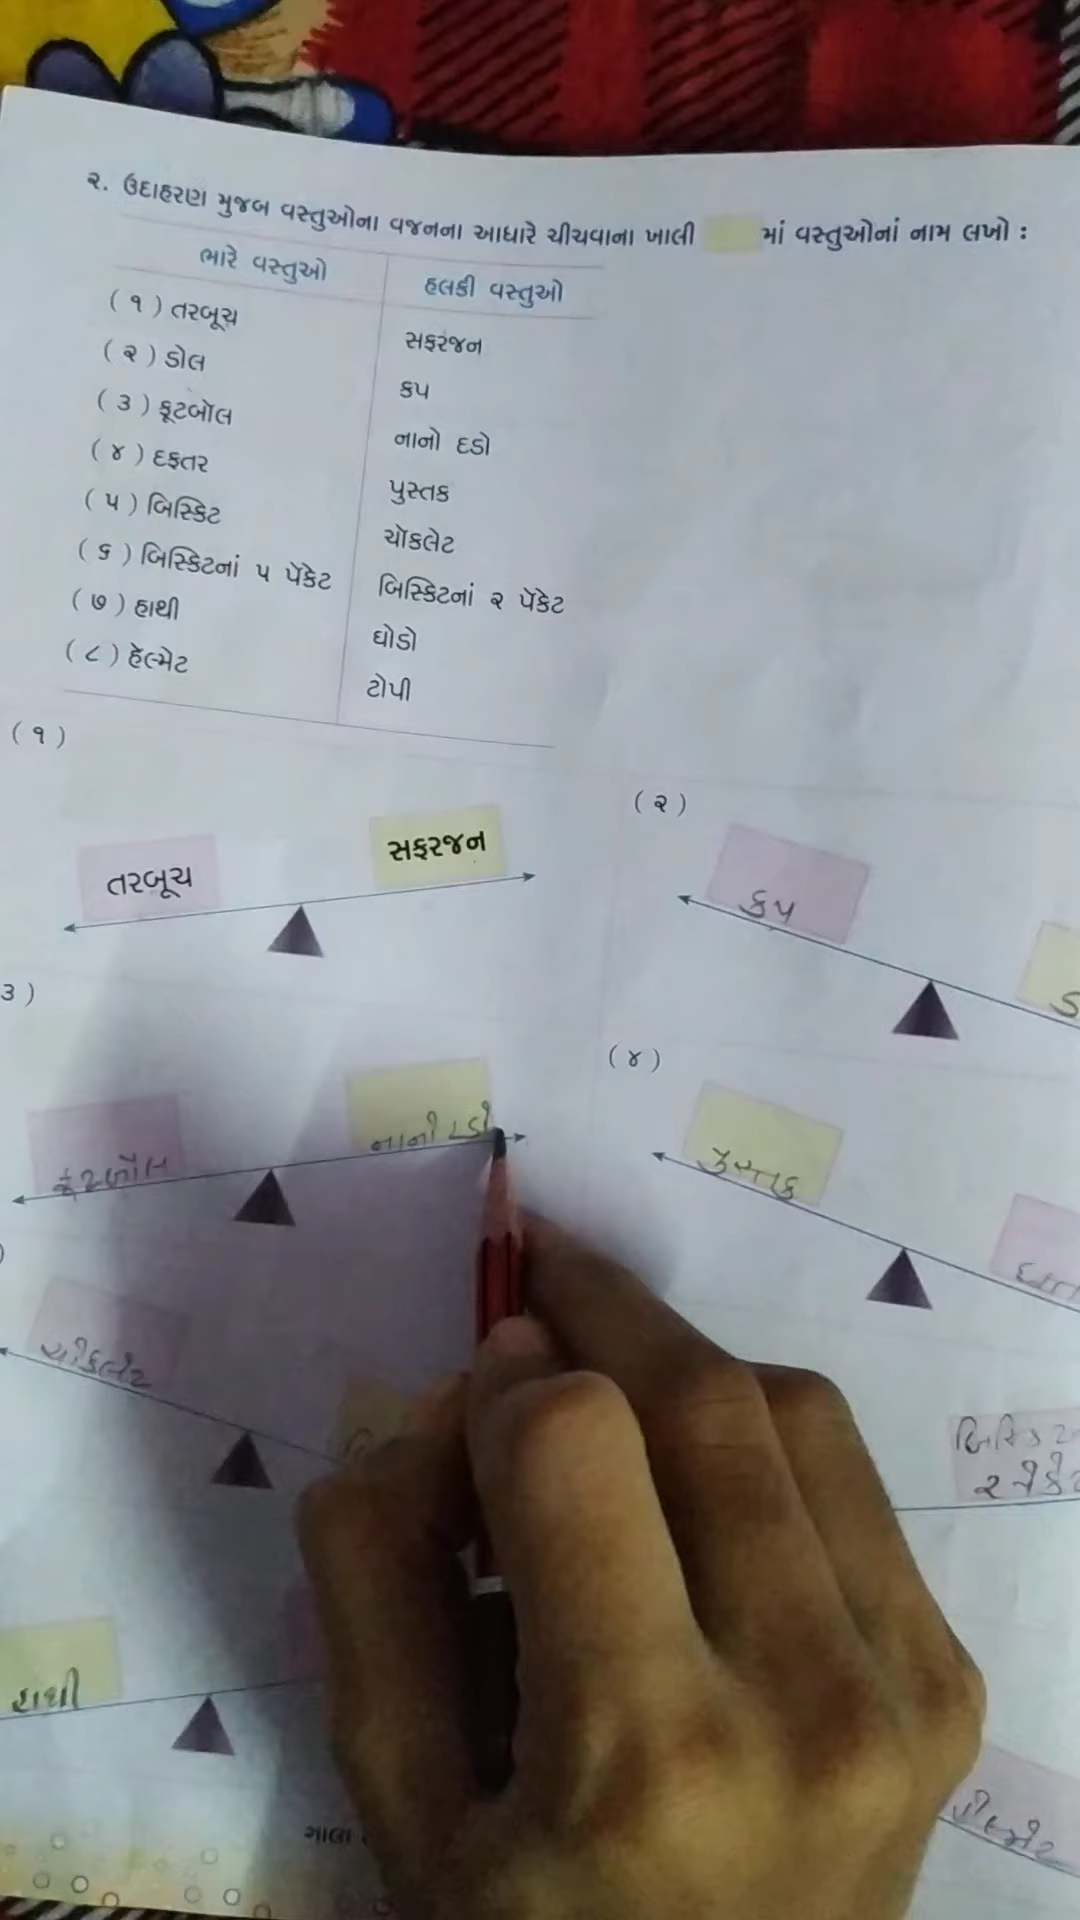 ૨. ઉદાહરણ મુજબ વસ્તુઓના વજનના આધારે ચીચવાના ખાલી માં વસ્તુઓનાં નામ લખો :
ભારે વસ્તુઓ હલકી વસ્તુઓ
(૧) તરબૂચ સફરજન
(૨) ડોલ કપ
(૩) ફૂટબૉલ નાનો દડો
(૪) દફતર પુસ્તક
(૫) બિસ્કિટ ચૉકલેટ
(૬) બિસ્કિટનાં ૫ પૅકેટ બિસ્કિટનાં ૨ પૅકેટ
(૭) હાથી ઘોડો
(૮) હેલ્મેટ ટોપી
(૧)
તરબૂચ સફરજન
(૨)
કપ
૩)
ફૂટબૉલ નાનો દડો
(૪)
પુસ્તક
ચોકલેટ
૨ પેકેટ
હાથી
ગાલા